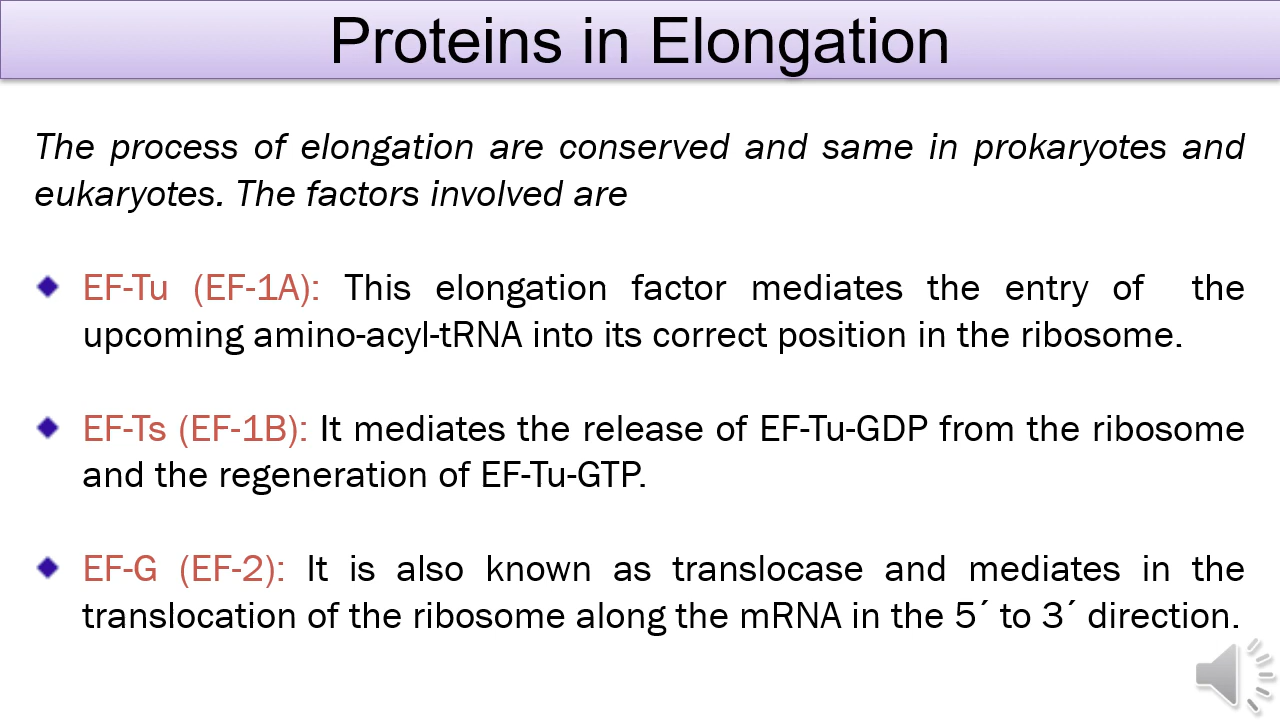 Proteins in Elongation
The process of elongation are conserved and same in prokaryotes and
eukaryotes. The factors involved are
EF-Tu (EF-1A): This elongation factor mediates the entry of the
upcoming amino-acyl-tRNA into its correct position in the ribosome.
EF-Ts (EF-1B): It mediates the release of EF-Tu-GDP from the ribosome
and the regeneration of EF-Tu-GTP.
EF-G (EF-2): It is also known as translocase and mediates in the
translocation of the ribosome along the mRNA in the 5´ to 3´ direction.